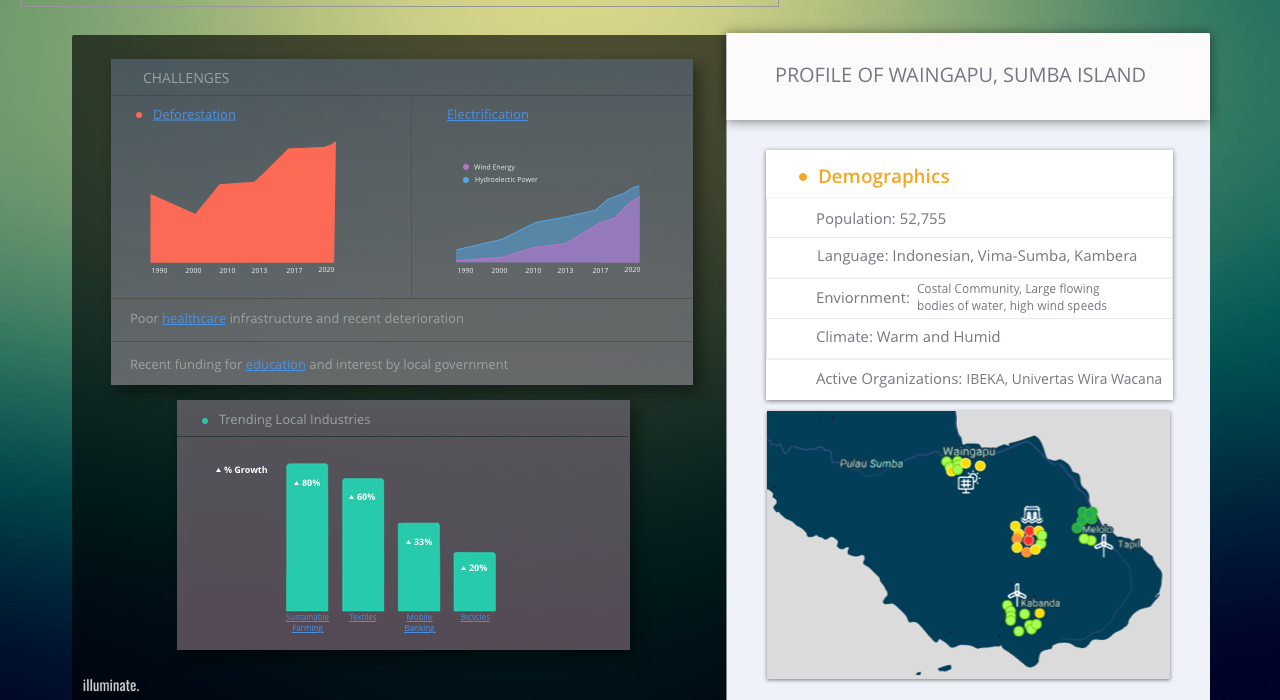 CHALLENGES
Deforestation
1990 2000 2010 2013 2017 2020
Electrification
Wind Energy
Hydroelectic Power
1990 2000 2010 2013 2017 2020
Poor healthcare infrastructure and recent deterioration
Recent funding for education and interest by local government
Trending Local Industries
% Growth
80%
60%
33%
20%
Sustainable
Farming
Textiles
Mobile
Banking
Bicycles
illuminate.
PROFILE OF WAINGAPU, SUMBA ISLAND
Demographics
Population: 52,755
Language: Indonesian, Vima-Sumba, Kambera
Enviornment: Costal Community, Large flowing
bodies of water, high wind speeds
Climate: Warm and Humid
Active Organizations: IBEKA, Univertas Wira Wacana
Waingapu
Pulau Sumba
Melolo
Tapil
Kabanda